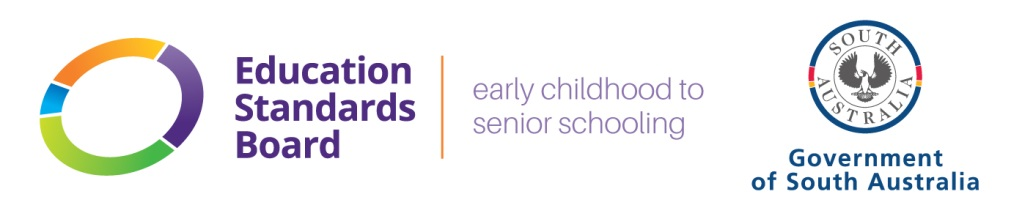 Education
Standards
Board
early childhood to
senior schooling
SOUTH
AUSTRALIA
Government
of South Australia